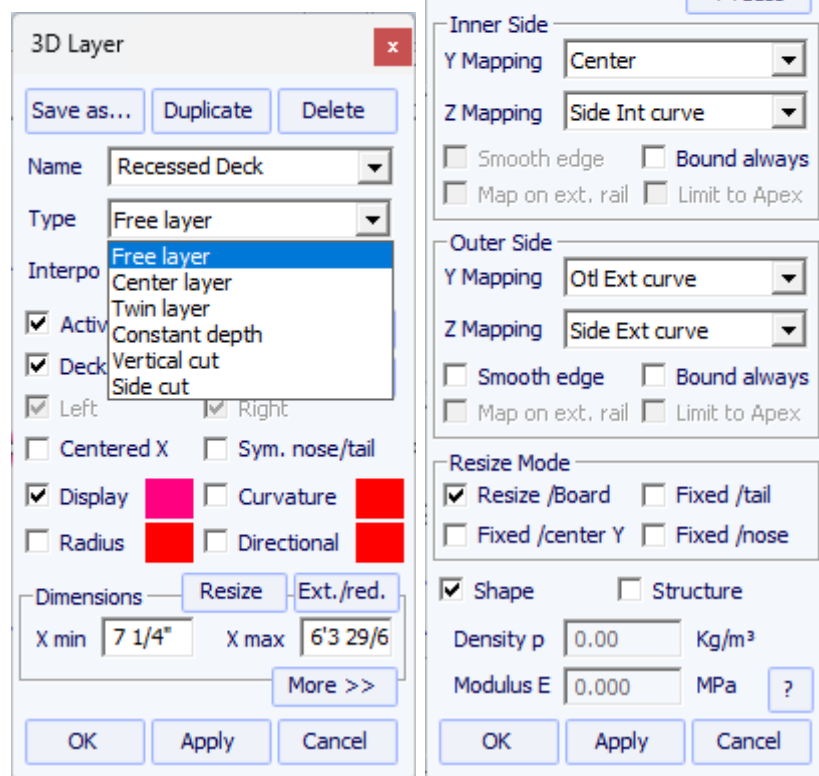 3D Layer
x
Save as... Duplicate Delete
Name Recessed Deck
Type Free layer
Free layer
Center layer
Twin layer
Constant depth
Vertical cut
Side cut
Interpo
Activ
Deck
Left Right
Centered X Sym. nose/tail
Display Curvature
Radius Directional
Dimensions Resize Ext./red.
X min 7 1/4" X max 6'3 29/6
More >>
OK Apply Cancel
Inner Side
Y Mapping Center
Z Mapping Side Int curve
Smooth edge Bound always
Map on ext. rail Limit to Apex
Outer Side
Y Mapping Otl Ext curve
Z Mapping Side Ext curve
Smooth edge Bound always
Map on ext. rail Limit to Apex
Resize Mode
Resize /Board Fixed /tail
Fixed /center Y Fixed /nose
Shape Structure
Density p 0.00 Kg/m³
Modulus E 0.000 MPa ?
OK Apply Cancel